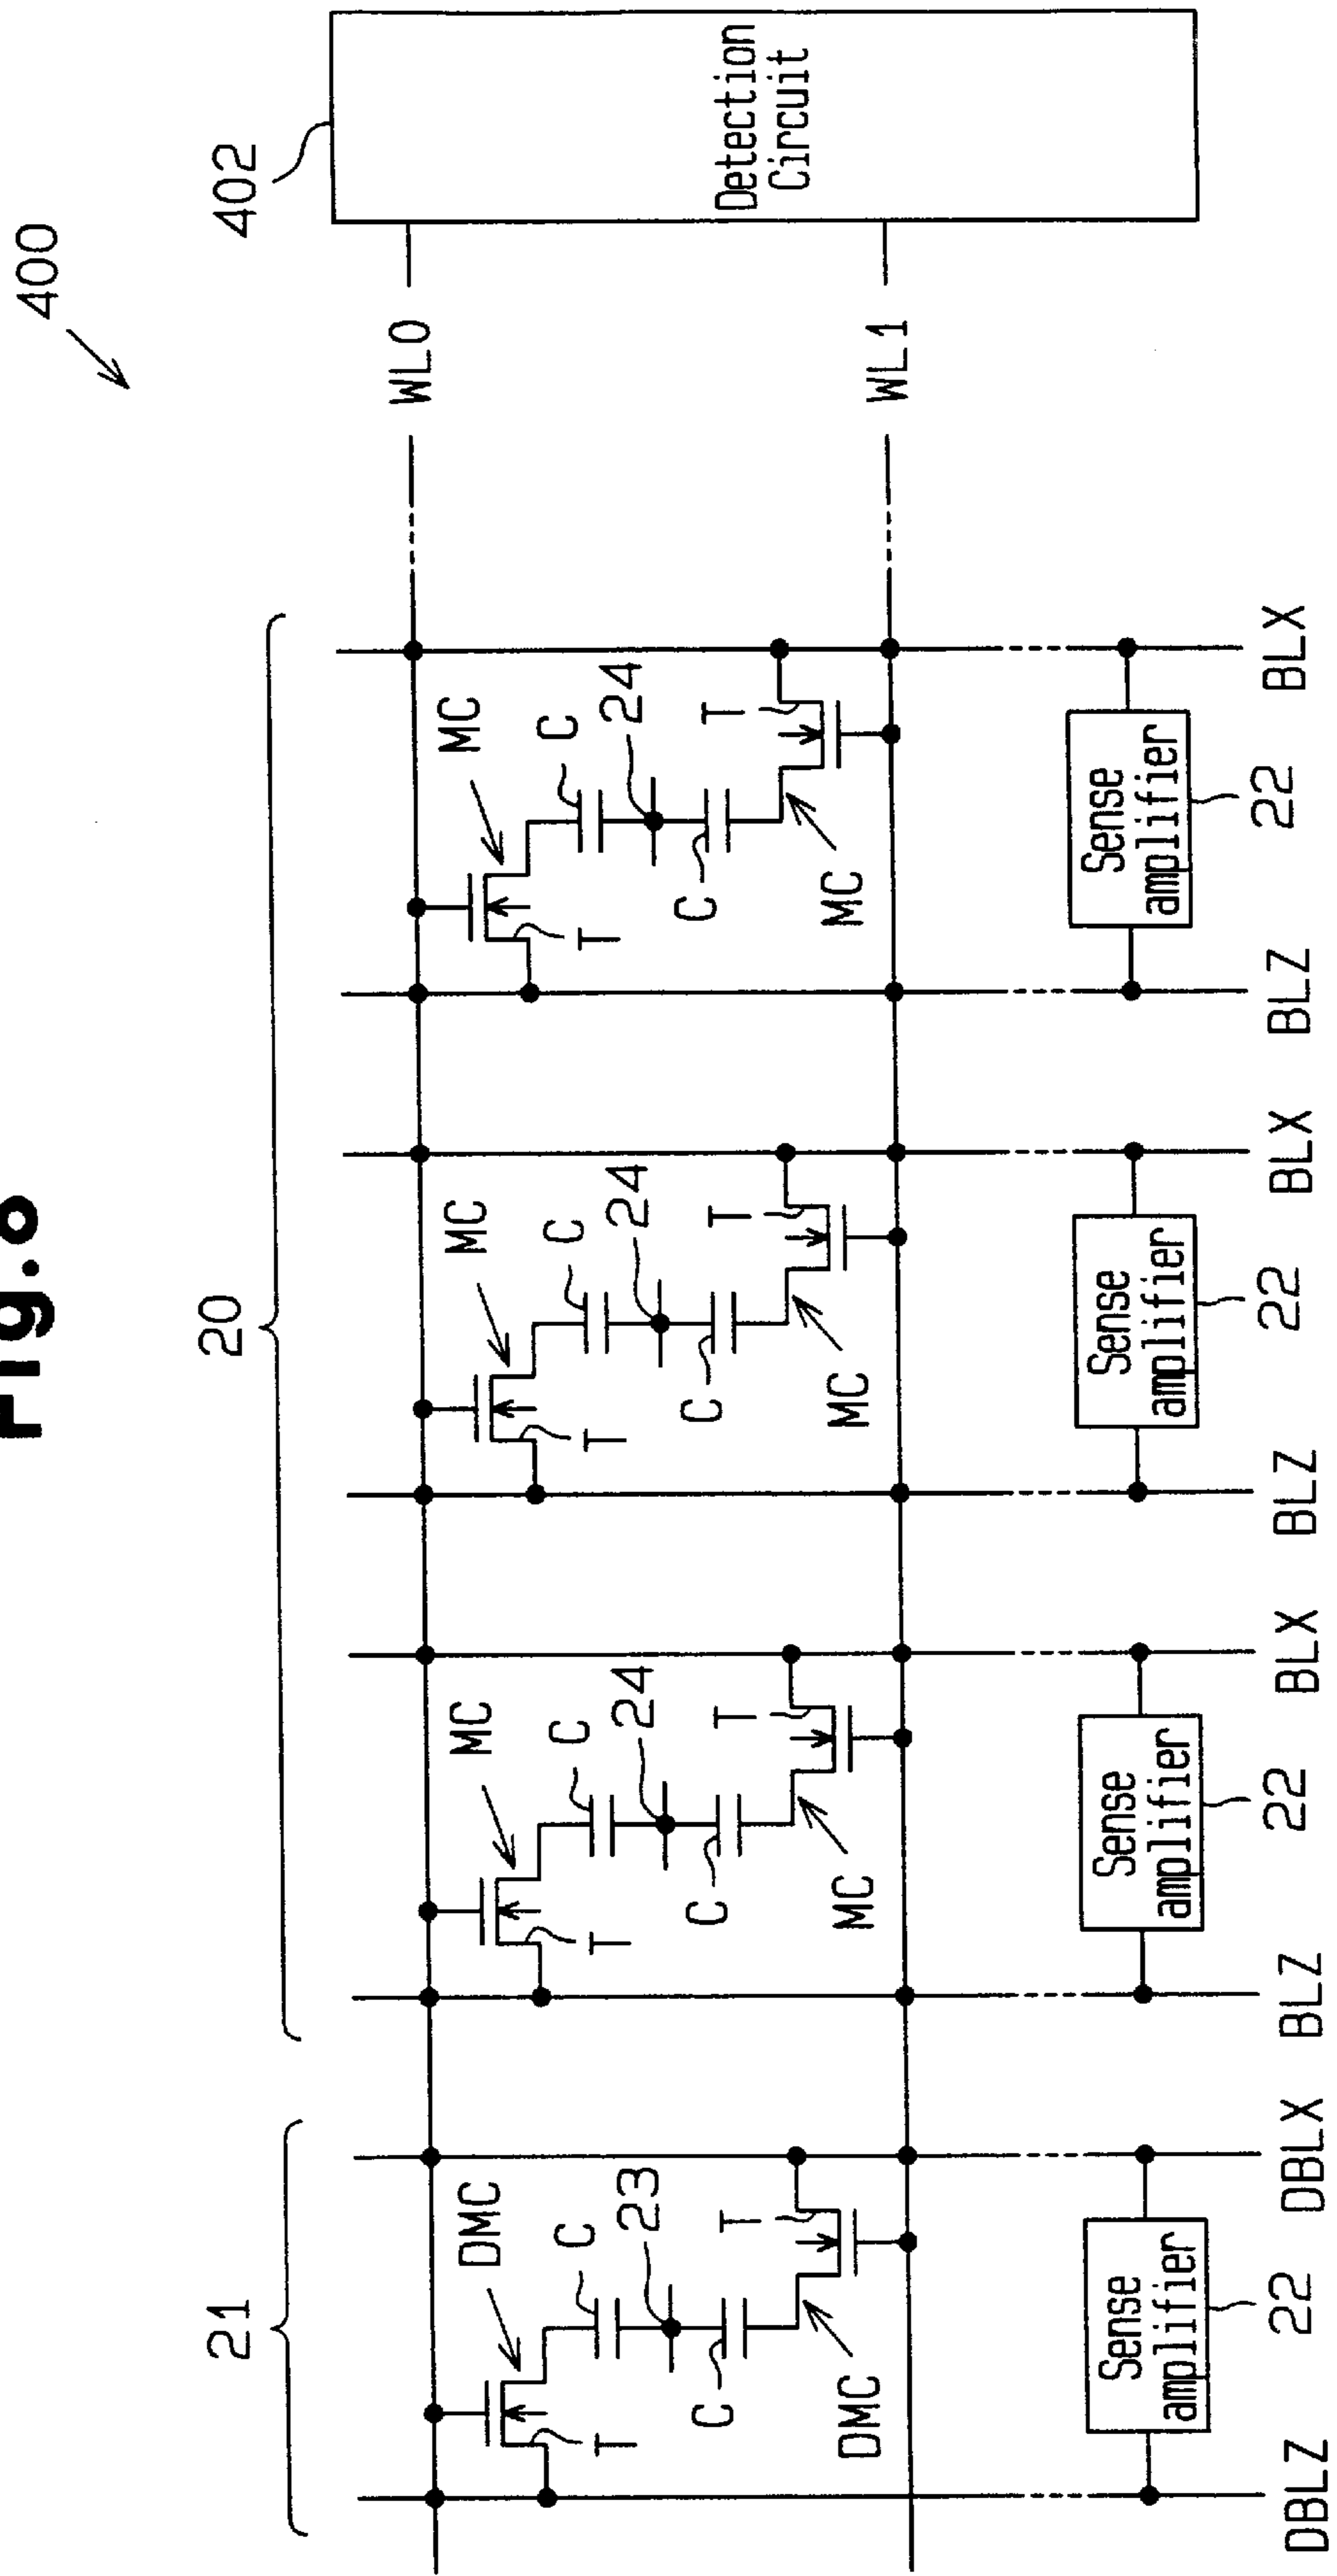 Fig.
400
21
20
402
DMC
MC
MC
MC
WL0
T
C
T
C
T
C
T
C
23
24
24
24
C
T
C
T
C
T
C
T
Detection
Circuit
DMC
MC
MC
MC
WL1
Sense
amplifier
Sense
amplifier
Sense
amplifier
Sense
amplifier
22
22
22
22
DBLZ
DBLX
BLZ
BLX
BLZ
BLX
BLZ
BLX